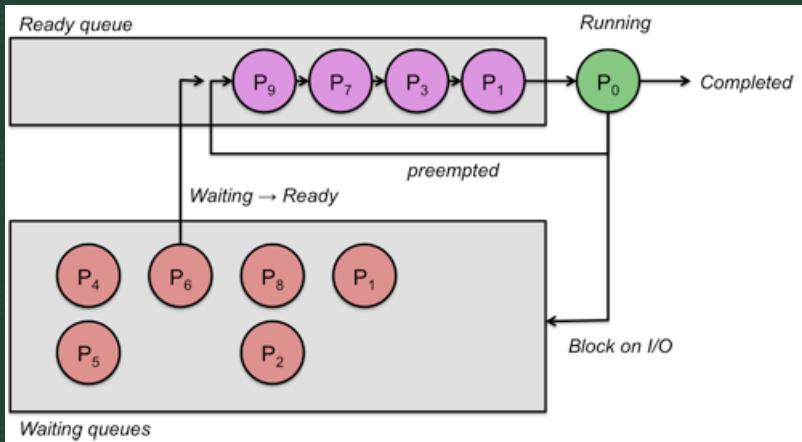 Ready queue
Running
P₉ P₇ P₃ P₁ P₀ Completed
preempted
Waiting → Ready
P₄ P₆ P₈ P₁
P₅ P₂
Block on I/O
Waiting queues